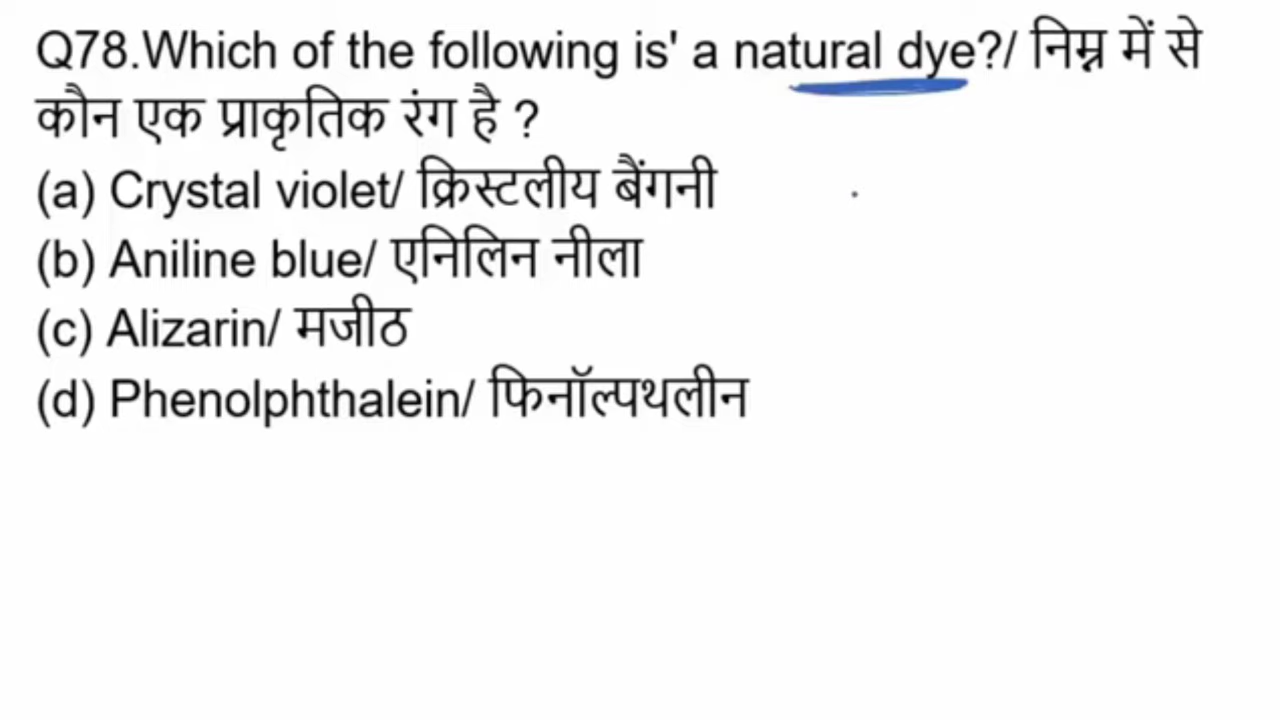 Q78.Which of the following is' a natural dye?/ निम्न में से
कौन एक प्राकृतिक रंग है ?
(a) Crystal violet/ क्रिस्टलीय बैंगनी
(b) Aniline blue/ एनिलिन नीला
(c) Alizarin/ मजीठ
(d) Phenolphthalein/ फिनॉल्पथलीन